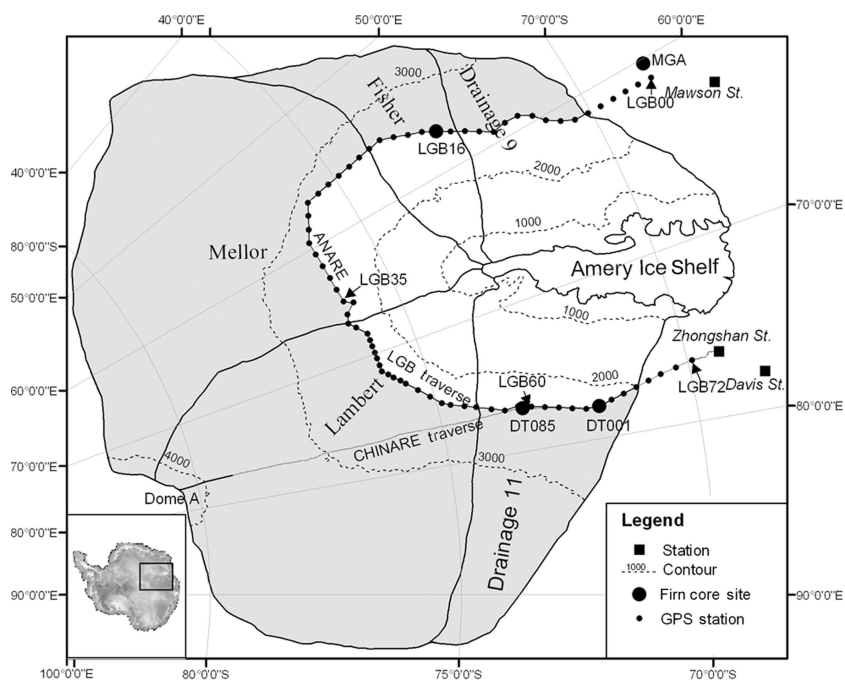 40°0'0"E
50°0'0"E
70°0'0"S
60°0'0"E
3000
MGA
Fisher
Drainage 9
LGB00
Mawson St.
LGB16
40°0'0"E
2000
70°0'0"E
1000
80°0'0"S
Mellor
ANARE
Amery Ice Shelf
LGB35
50°0'0"E
1000
Zhongshan St.
LGB traverse
LGB60
2000
LGB72
Davis St.
60°0'0"E
Lambert
80°0'0"E
DT085
DT001
CHINARE traverse
3000
70°0'0"E
4000
Dome A
Drainage 11
Legend
80°0'0"E
Station
1000
Contour
90°0'0"E
Firn core site
90°0'0"E
GPS station
100°0'0"E
80°0'0"S
75°0'0"S
70°0'0"S